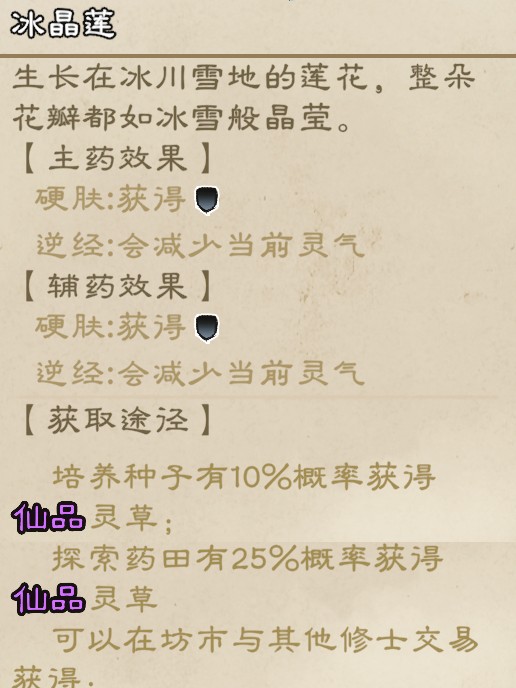 冰晶莲
生长在冰川雪地的莲花，整朵
花瓣都如冰雪般晶莹。
【主药效果】
硬肤:获得
逆经:会减少当前灵气
【辅药效果】
硬肤:获得
逆经:会减少当前灵气
【获取途径】
培养种子有10%概率获得
仙品灵草；
探索药田有25%概率获得
仙品灵草
可以在坊市与其他修士交易
获得；